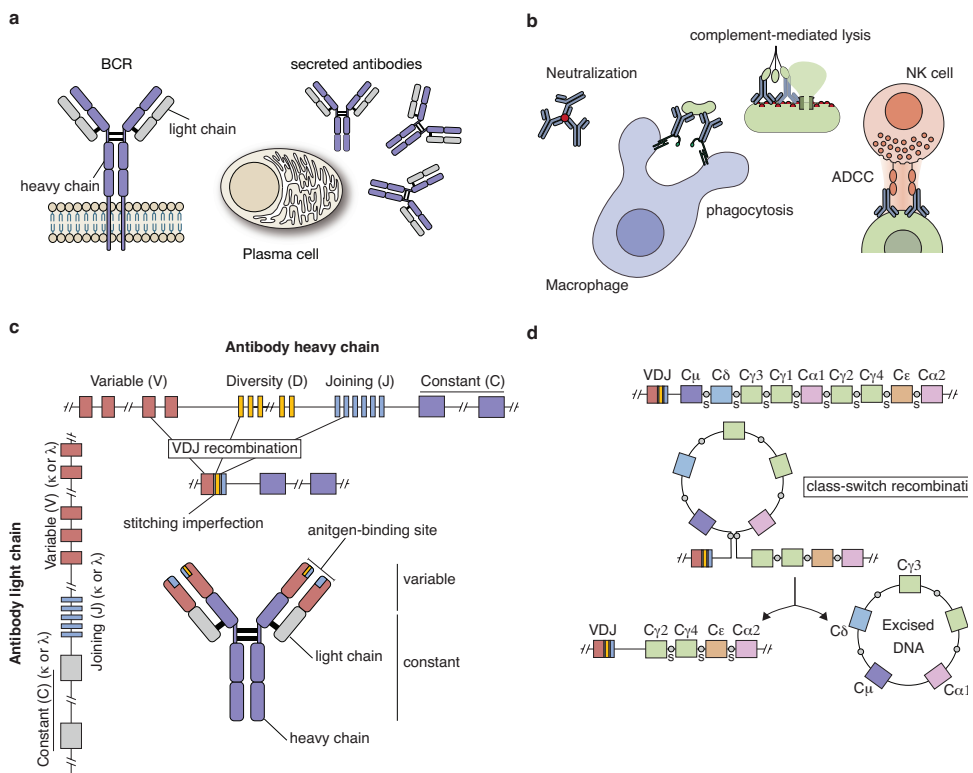 a
BCR
light chain
heavy chain
secreted antibodies
Plasma cell
b
complement-mediated lysis
Neutralization
NK cell
ADCC
phagocytosis
Macrophage
c
Antibody heavy chain
Variable (V)
Diversity (D)
Joining (J)
Constant (C)
VDJ recombination
stitching imperfection
anitgen-binding site
variable
light chain
constant
heavy chain
Antibody light chain
Variable (V) (κ or λ)
Joining (J) (κ or λ)
Constant (C) (κ or λ)
d
VDJ Cμ Cδ Cγ3 Cγ1 Cα1 Cγ2 Cγ4 Cε Cα2
S S S S S S S S
class-switch recombinati
Cγ3
VDJ
Cγ2 Cγ4 Cε Cα2
S S S
Cδ
Excised
DNA
Cμ
Cα1